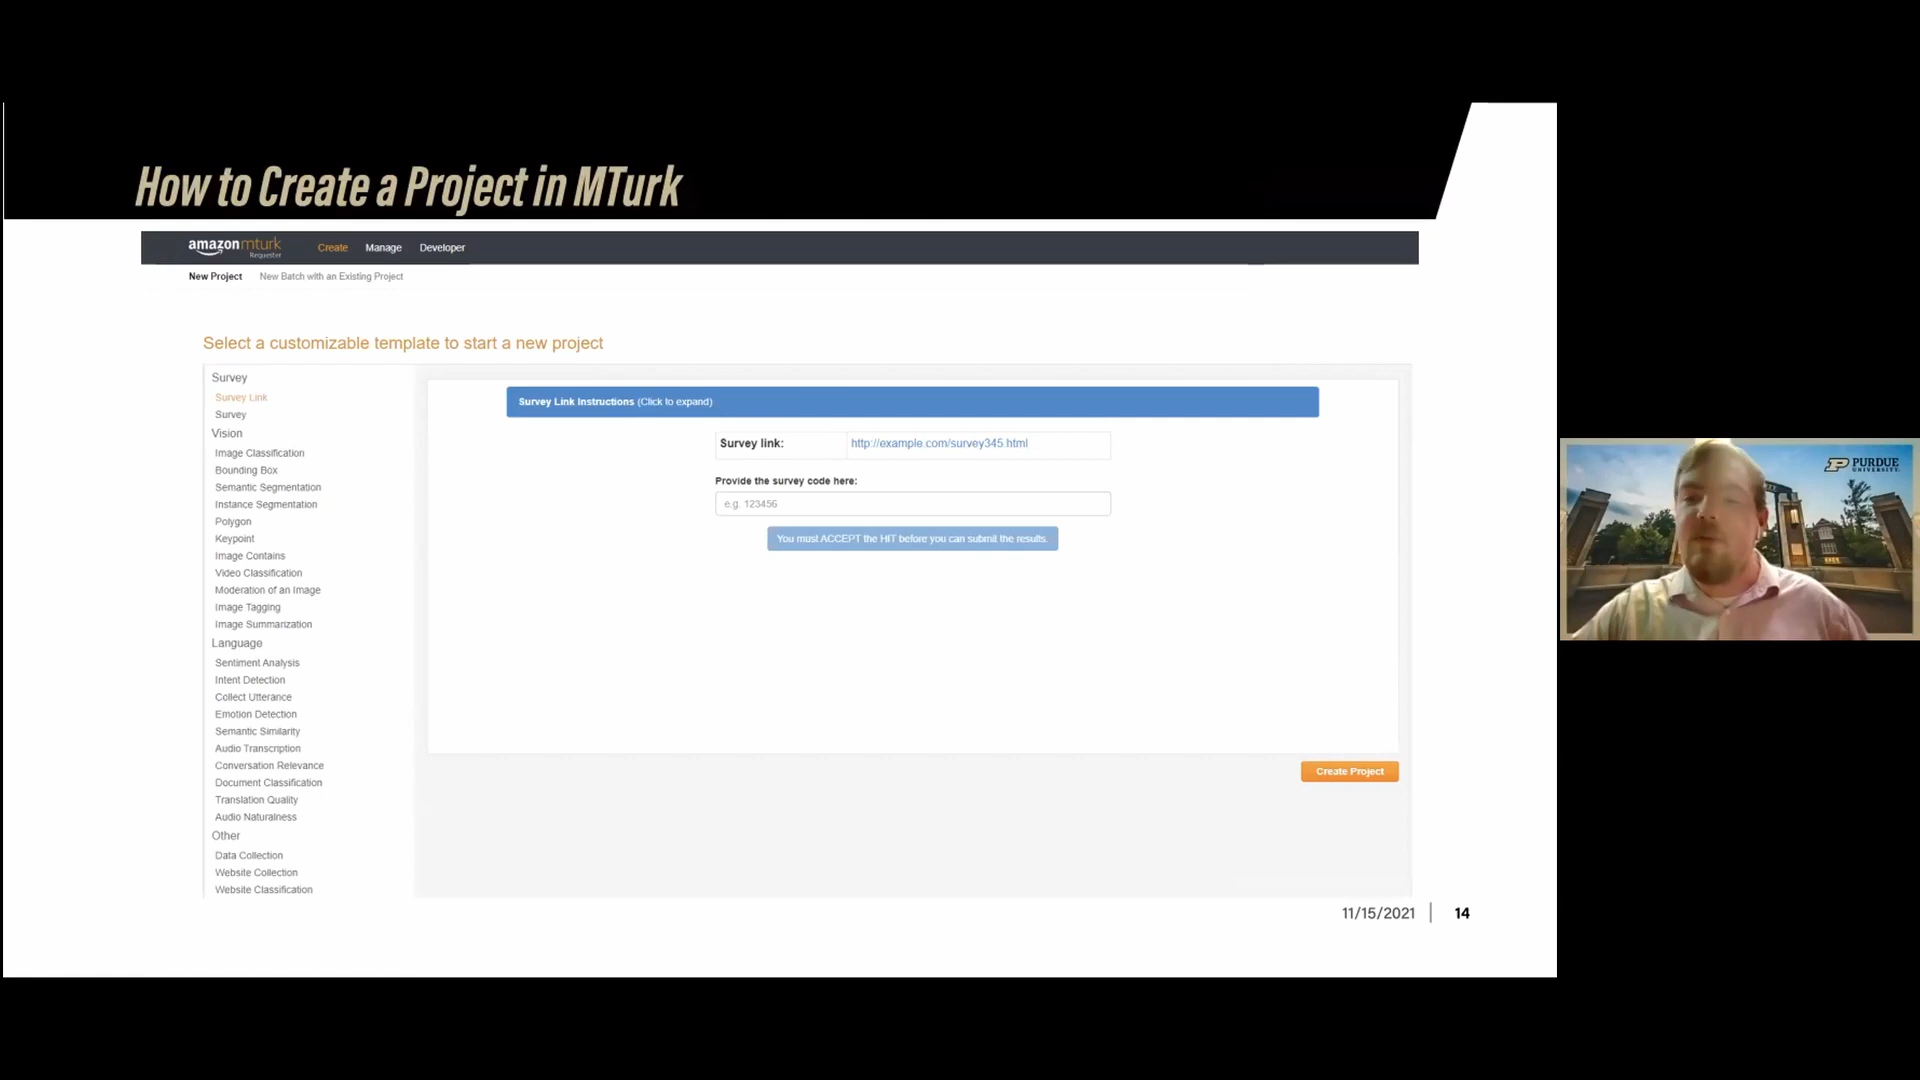 How to Create a Project in MTurk
amazon mturk
Requester
Create Manage Developer
New Project New Batch with an Existing Project
Select a customizable template to start a new project
Survey
Survey Link
Survey
Vision
Image Classification
Bounding Box
Semantic Segmentation
Instance Segmentation
Polygon
Keypoint
Image Contains
Video Classification
Moderation of an Image
Image Tagging
Image Summarization
Language
Sentiment Analysis
Intent Detection
Collect Utterance
Emotion Detection
Semantic Similarity
Audio Transcription
Conversation Relevance
Document Classification
Translation Quality
Audio Naturalness
Other
Data Collection
Website Collection
Website Classification
Survey Link Instructions (Click to expand)
Survey link: http://example.com/survey345.html
Provide the survey code here:
e.g. 123456
You must ACCEPT the HIT before you can submit the results.
Create Project
11/15/2021 14
PURDUE
UNIVERSITY